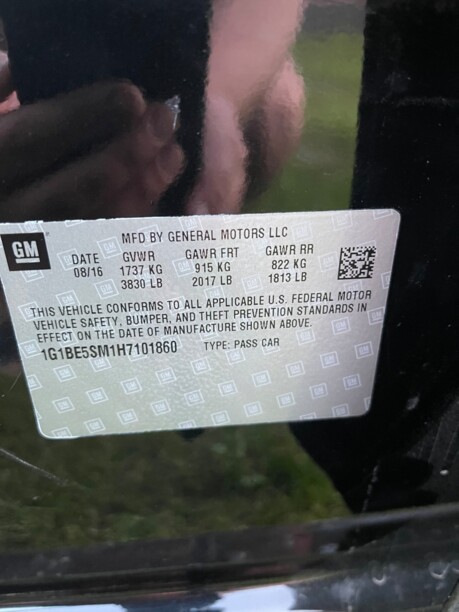 GM
MFD BY GENERAL MOTORS LLC
DATE GVWR GAWR FRT GAWR RR
08/16 1737 KG 915 KG 822 KG
3830 LB 2017 LB 1813 LB
THIS VEHICLE CONFORMS TO ALL APPLICABLE U.S. FEDERAL MOTOR
VEHICLE SAFETY, BUMPER, AND THEFT PREVENTION STANDARDS IN
EFFECT ON THE DATE OF MANUFACTURE SHOWN ABOVE.
1G1BE5SM1H7101860 TYPE: PASS CAR